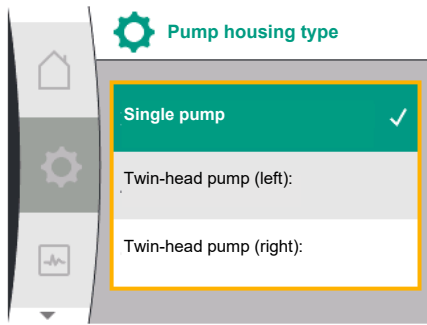 Pump housing type
Single pump
Twin-head pump (left):
Twin-head pump (right):